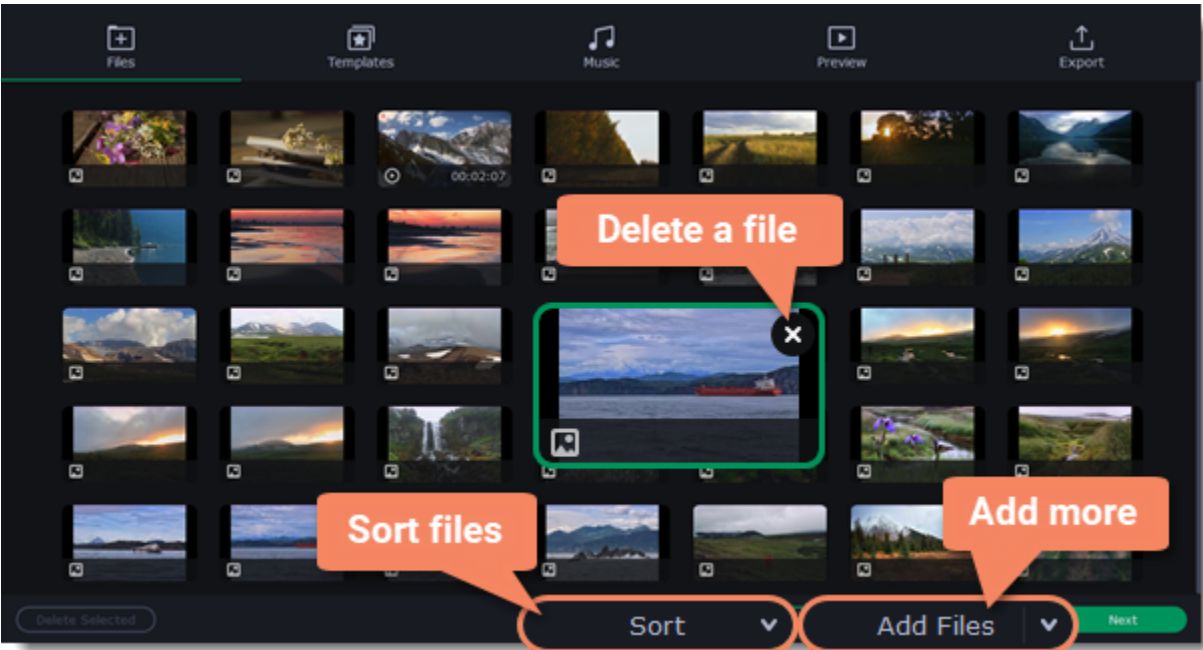 Files
Templates
Music
Preview
Export
00:02:07
Delete a file
Sort files
Add more
Delete Selected
Sort
Add Files
Next